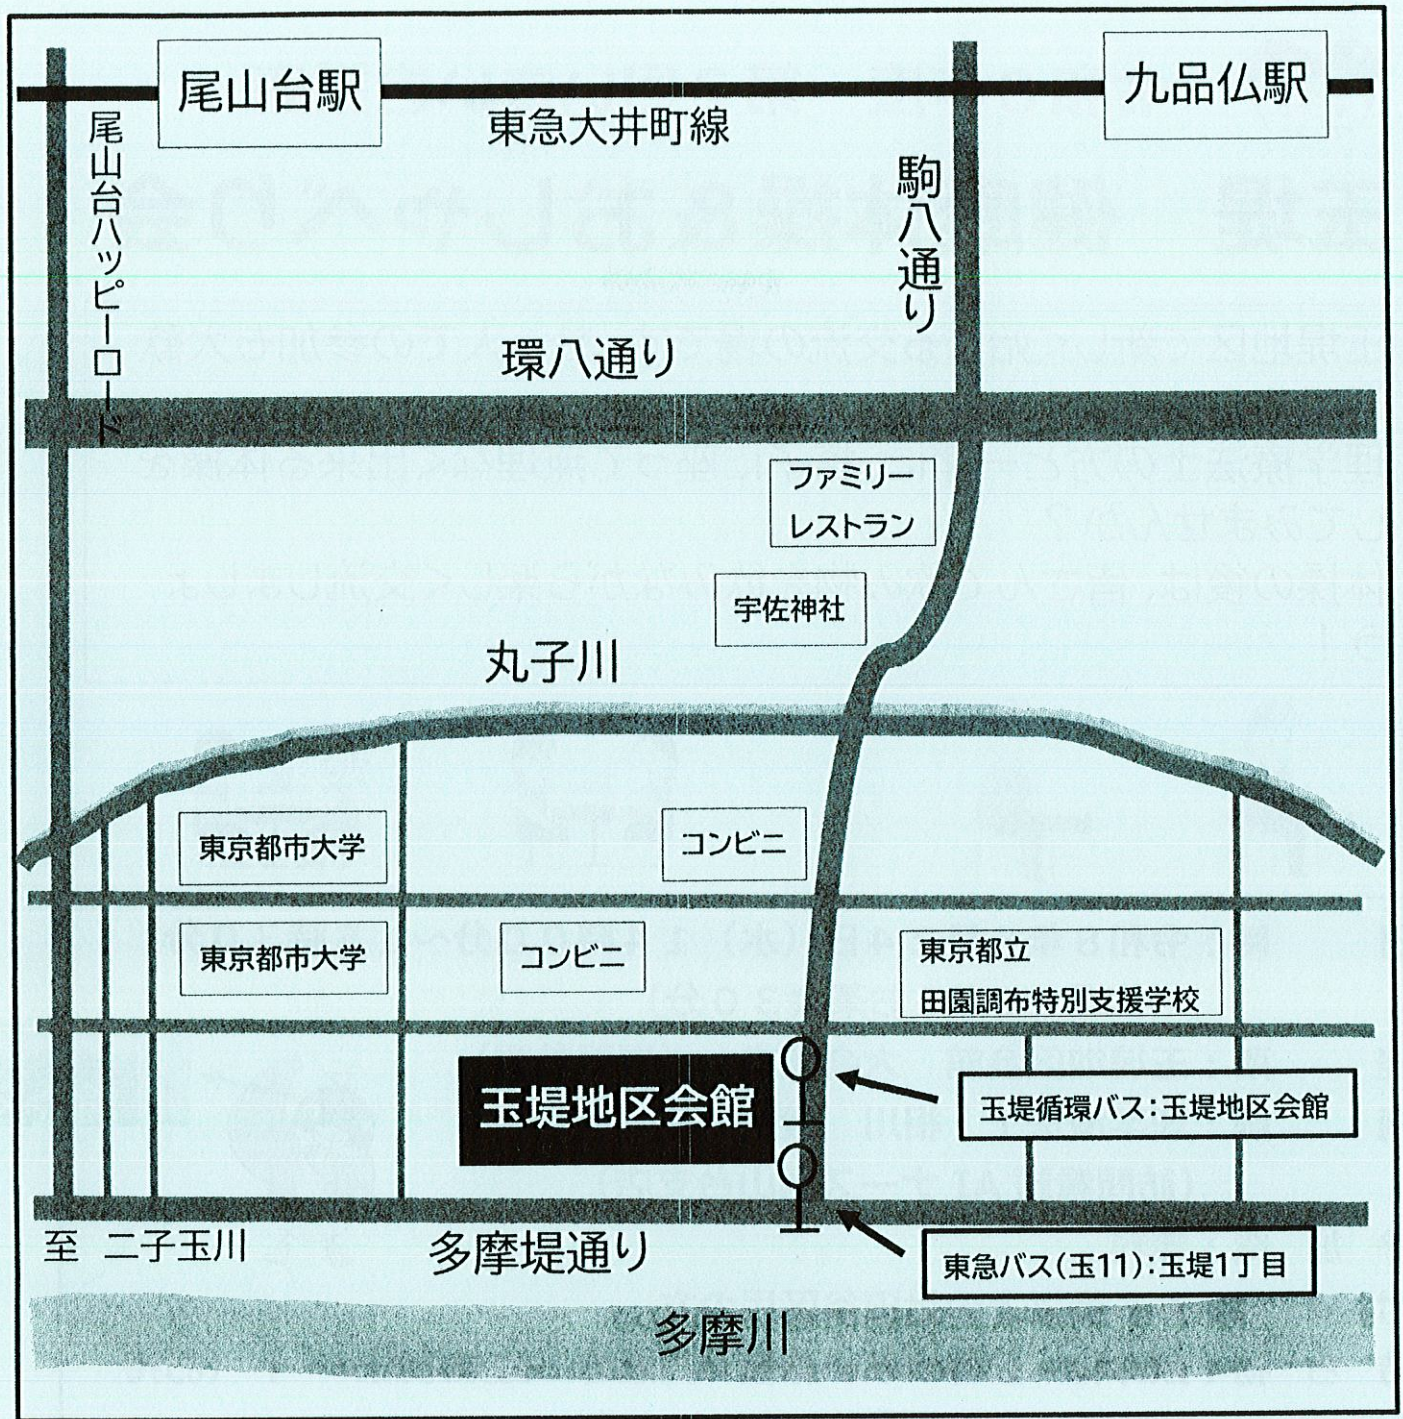 尾山台駅
東急大井町線
九品仏駅
尾山台ハッピーロード
駒八通り
環八通り
ファミリー
レストラン
宇佐神社
丸子川
東京都市大学
コンビニ
東京都市大学
コンビニ
東京都立
田園調布特別支援学校
玉堤地区会館
玉堤循環バス：玉堤地区会館
至 二子玉川
多摩堤通り
東急バス(玉11)：玉堤1丁目
多摩川